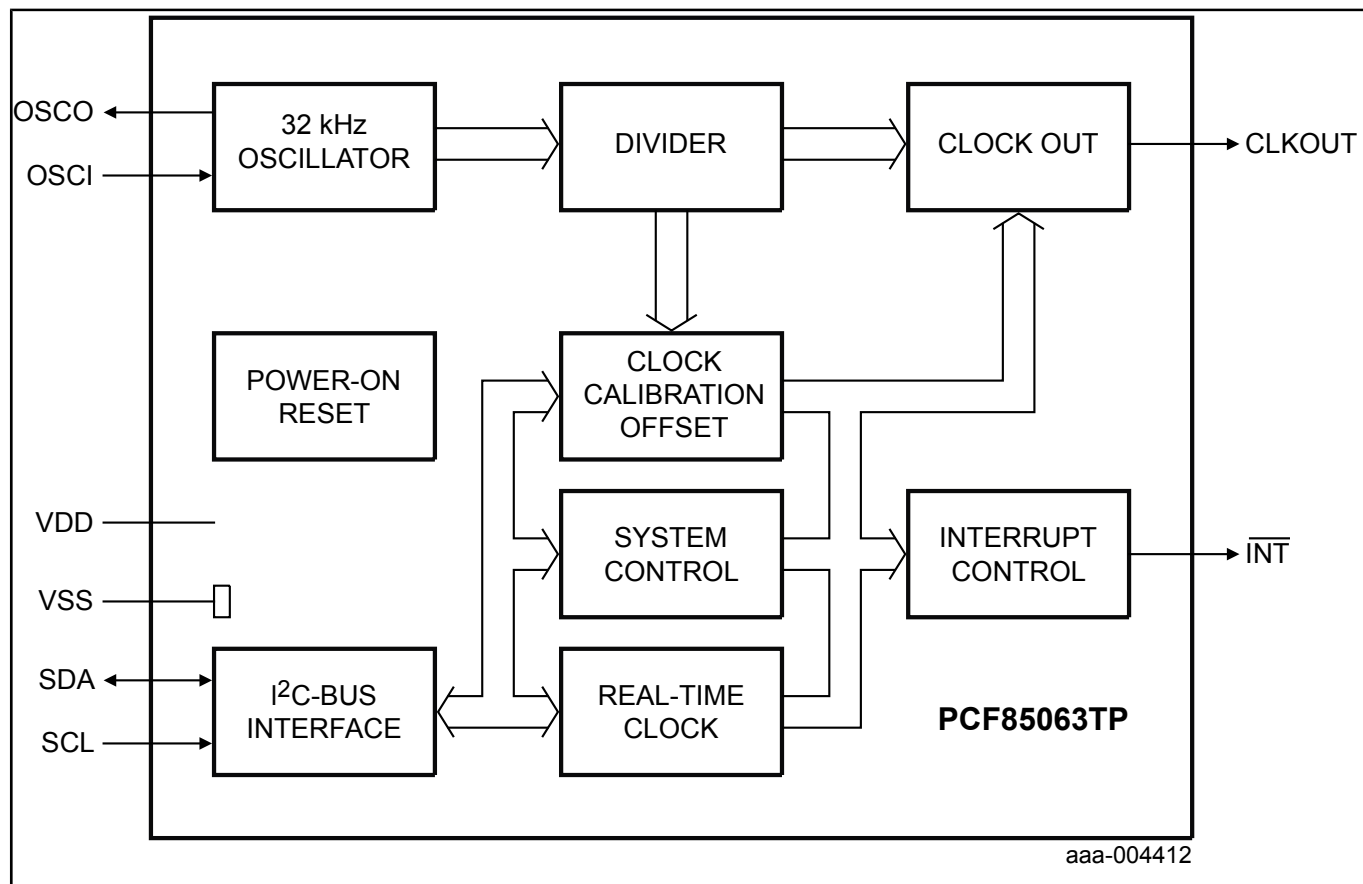 OSCO
OSCI
32 kHz
OSCILLATOR
DIVIDER
CLOCK OUT
CLKOUT
POWER-ON
RESET
CLOCK
CALIBRATION
OFFSET
VDD
VSS
SYSTEM
CONTROL
INTERRUPT
CONTROL
INT
SDA
SCL
I²C-BUS
INTERFACE
REAL-TIME
CLOCK
PCF85063TP
aaa-004412